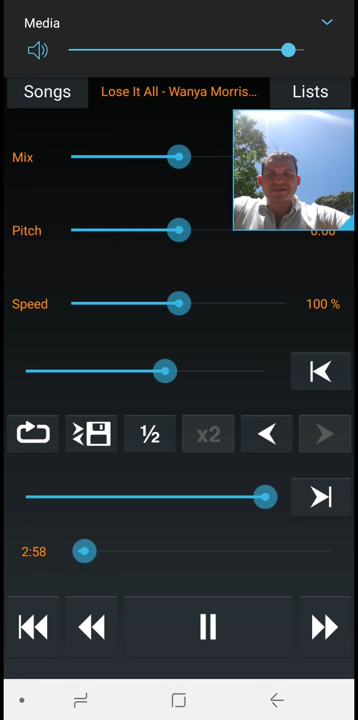 Media
Songs
Lose It All - Wanya Morris...
Lists
Mix
Pitch
0.00
Speed
100 %
½
x2
2:58